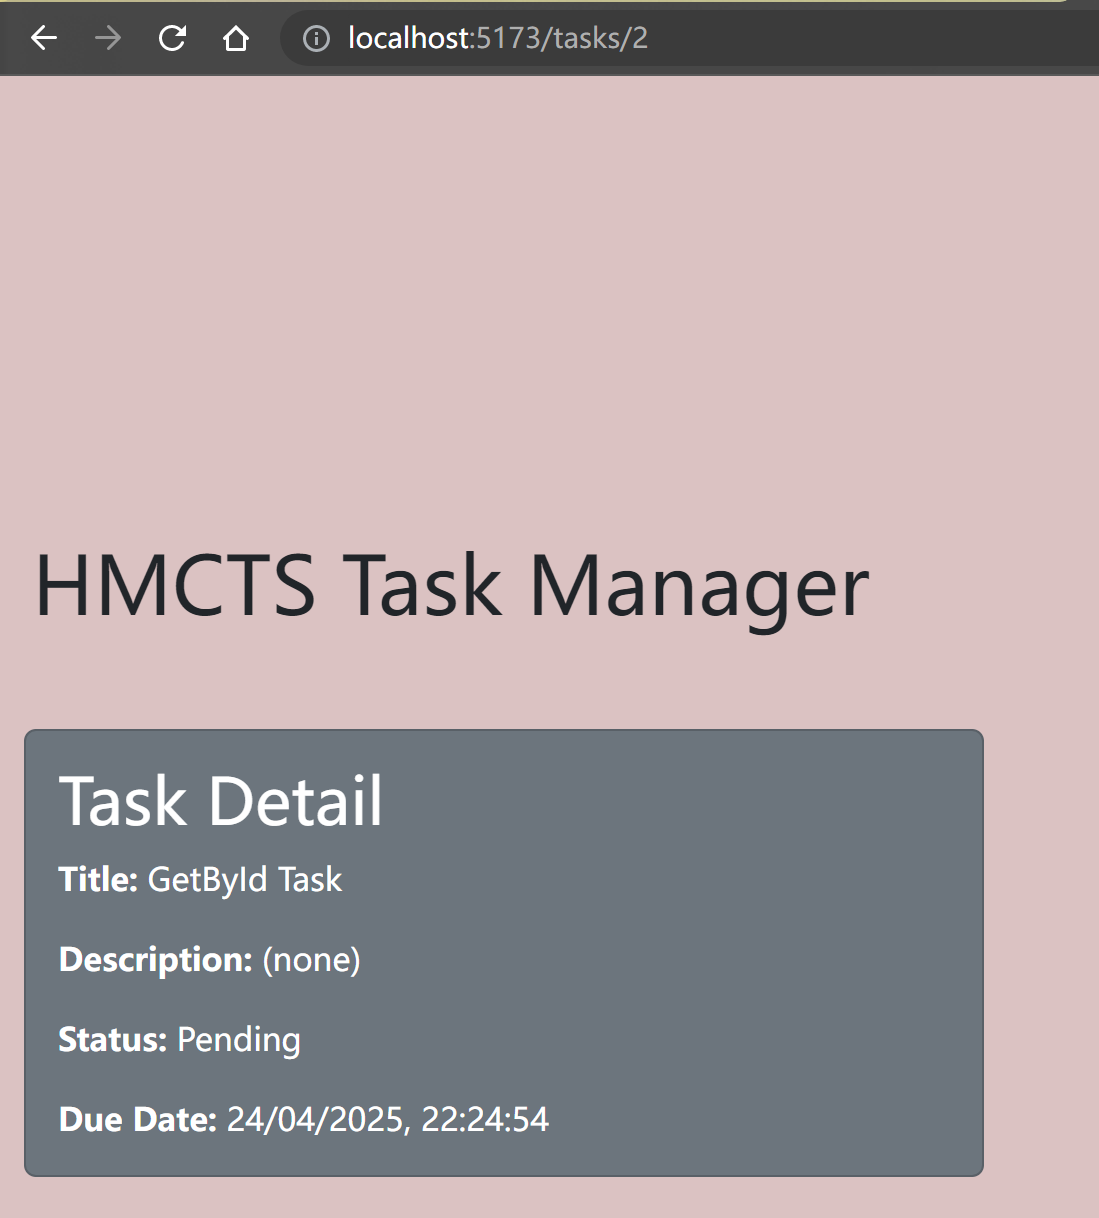 localhost:5173/tasks/2
HMCTS Task Manager
Task Detail
Title: GetById Task
Description: (none)
Status: Pending
Due Date: 24/04/2025, 22:24:54